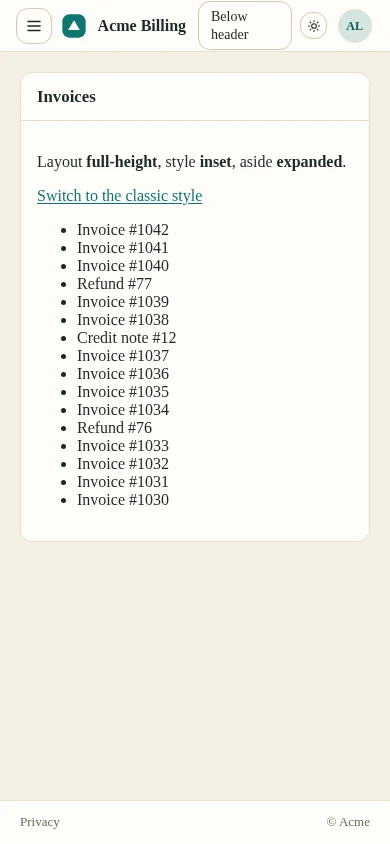 Acme Billing
Below
header
AL
Invoices
Layout full-height, style inset, aside expanded.
Switch to the classic style
Invoice #1042
Invoice #1041
Invoice #1040
Refund #77
Invoice #1039
Invoice #1038
Credit note #12
Invoice #1037
Invoice #1036
Invoice #1035
Invoice #1034
Refund #76
Invoice #1033
Invoice #1032
Invoice #1031
Invoice #1030
Privacy
© Acme